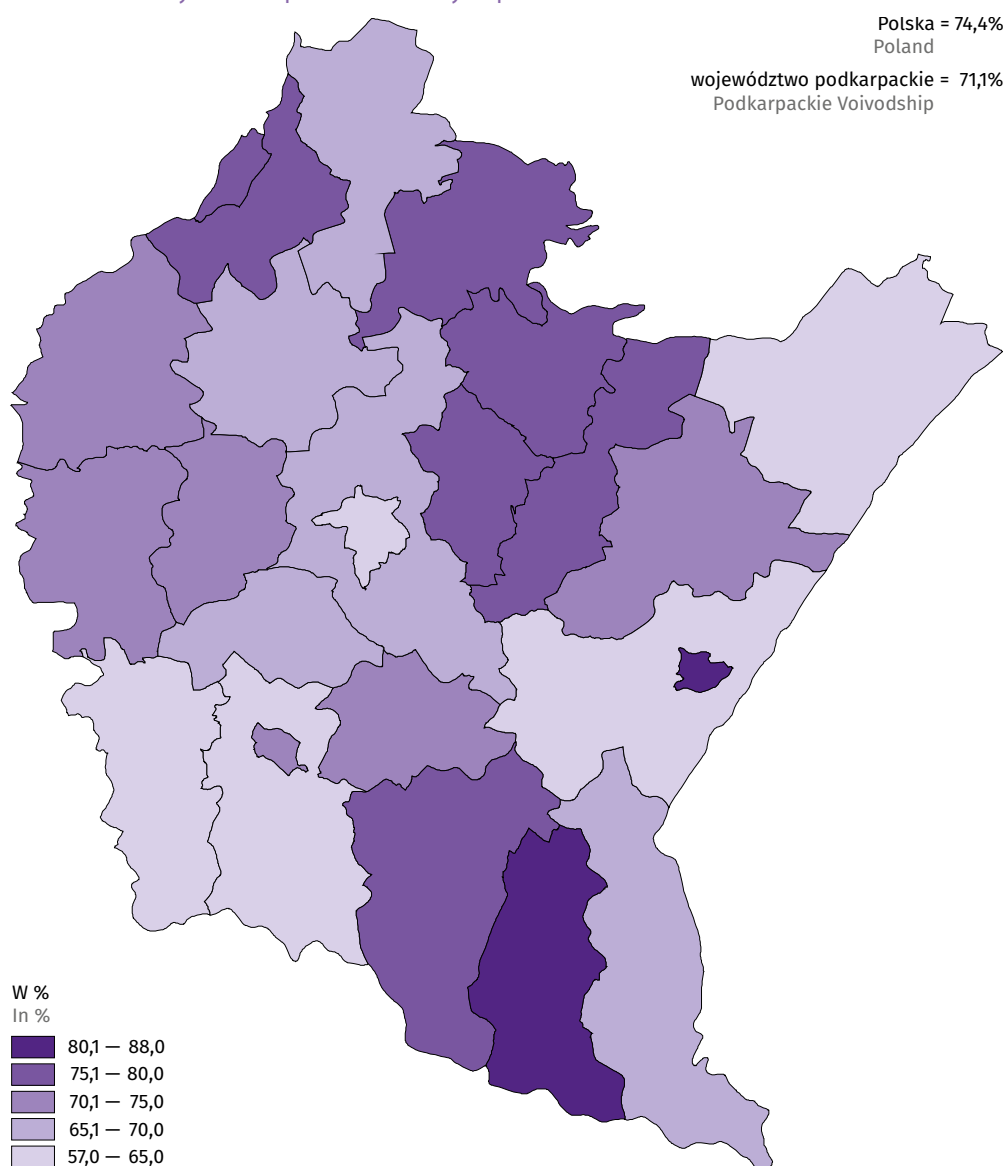 Polska = 74,4%
Poland
województwo podkarpackie = 71,1%
Podkarpackie Voivodship
W %
In %
80,1 — 88,0
75,1 — 80,0
70,1 — 75,0
65,1 — 70,0
57,0 — 65,0